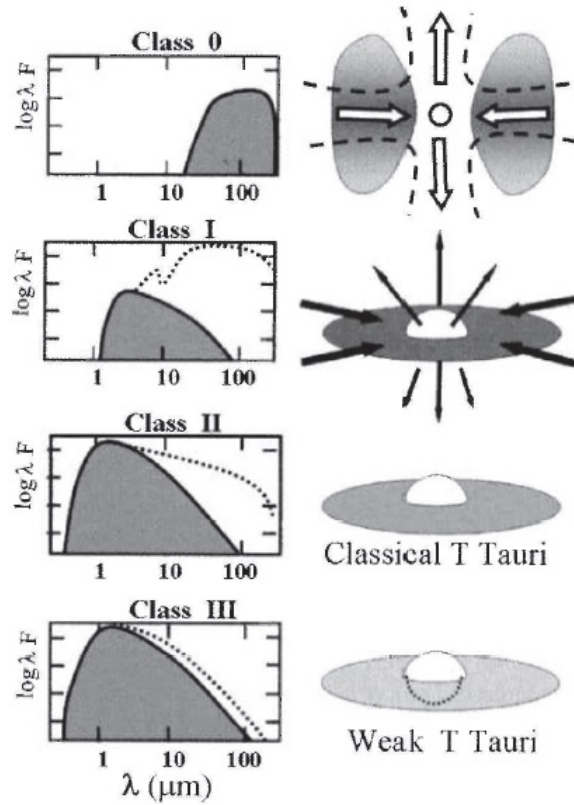 Class 0
log λ F
1 10 100
Class I
log λ F
1 10 100
Class II
log λ F
1 10 100
Classical T Tauri
Class III
log λ F
1 10 100
λ (μm)
Weak T Tauri